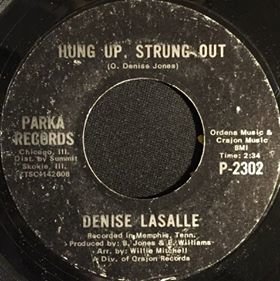 HUNG UP, STRUNG OUT
(O. Denise Jones)
PARKA
RECORDS
Chicago, Ill.
Dist. by Summit
Skokie, Ill.
ZTSC4142608
Ordena Music &
Crajon Music
BMI
Time: 2:34
P-2302
DENISE LASALLE
Recorded in Memphis, Tenn.
Produced by: B. Jones & E. Williams
Arr. by: Willie Mitchell
A Div. of Crajon Records